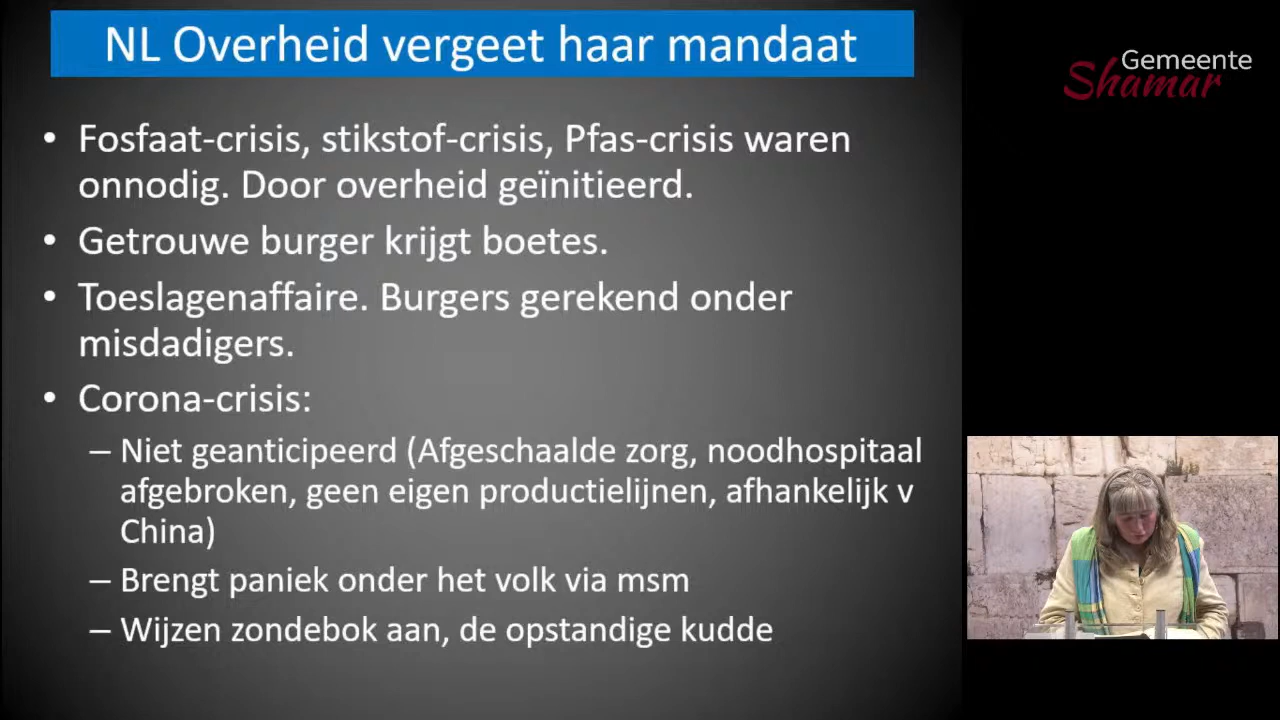 NL Overheid vergeet haar mandaat
Gemeente
Shamar
• Fosfaat-crisis, stikstof-crisis, Pfas-crisis waren
onnodig. Door overheid geïnitieerd.
• Getrouwe burger krijgt boetes.
• Toeslagenaffaire. Burgers gerekend onder
misdadigers.
• Corona-crisis:
– Niet geanticipeerd (Afgeschaalde zorg, noodhospitaal
afgebroken, geen eigen productielijnen, afhankelijk v
China)
– Brengt paniek onder het volk via msm
– Wijzen zondebok aan, de opstandige kudde